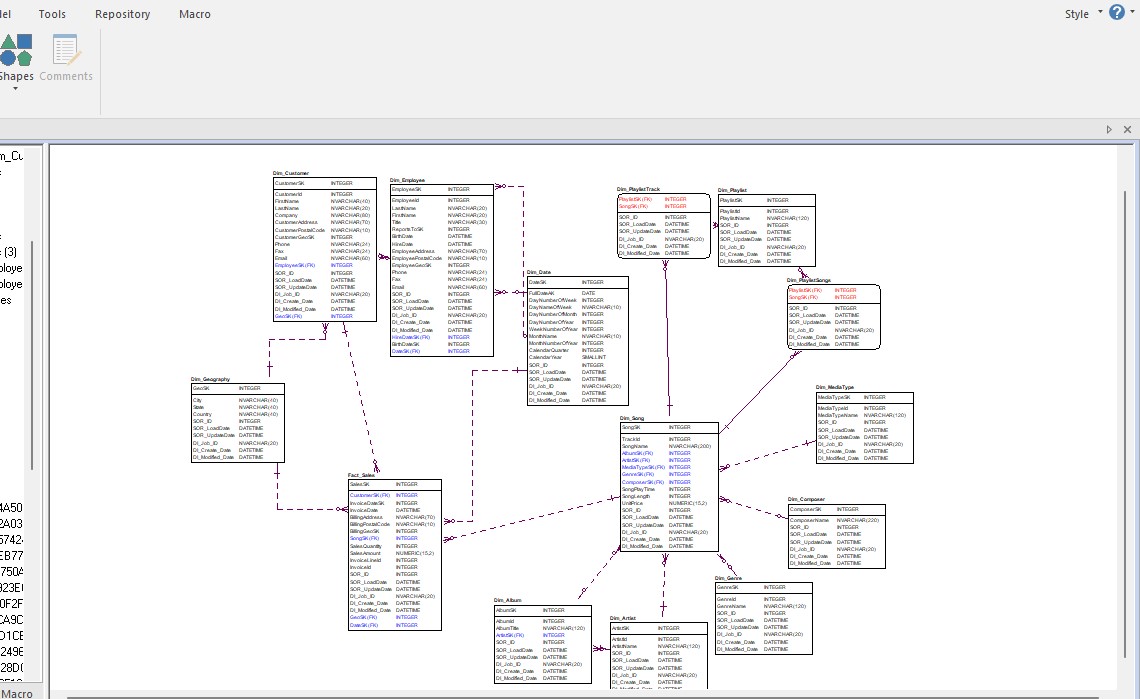 del
Tools
Repository
Macro
Style
Shapes
Comments
m_Cu
(3)
ploye
ploye
es
Macro
Dim_Customer
CustomerSK INTEGER
CustomerId INTEGER
FirstName NVARCHAR(40)
LastName NVARCHAR(20)
Company NVARCHAR(80)
CustomerAddress NVARCHAR(70)
CustomerPostalCode NVARCHAR(10)
CustomerGeoSK INTEGER
Phone NVARCHAR(24)
Fax NVARCHAR(24)
Email NVARCHAR(60)
EmployeeSK(FK) INTEGER
SOR_ID INTEGER
SOR_LoadDate DATETIME
SOR_UpdateDate DATETIME
DI_Job_ID NVARCHAR(20)
DI_Create_Date DATETIME
DI_Modified_Date DATETIME
GeoSK(FK) INTEGER
Dim_Employee
EmployeeSK INTEGER
EmployeeId INTEGER
LastName NVARCHAR(20)
FirstName NVARCHAR(20)
Title NVARCHAR(30)
ReportsToSK INTEGER
BirthDate DATETIME
HireDate DATETIME
EmployeeAddress NVARCHAR(70)
EmployeePostalCode NVARCHAR(10)
EmployeeGeoSK INTEGER
Phone NVARCHAR(24)
Fax NVARCHAR(24)
Email NVARCHAR(60)
SOR_ID INTEGER
SOR_LoadDate DATETIME
SOR_UpdateDate DATETIME
DI_Job_ID NVARCHAR(20)
DI_Create_Date DATETIME
DI_Modified_Date DATETIME
HireDateSK(FK) INTEGER
BirthDateSK INTEGER
DateSK(FK) INTEGER
Dim_PlaylistTrack
PlaylistSK(FK) INTEGER
SongSK(FK) INTEGER
SOR_ID INTEGER
SOR_LoadDate DATETIME
SOR_UpdateDate DATETIME
DI_Job_ID NVARCHAR(20)
DI_Create_Date DATETIME
DI_Modified_Date DATETIME
Dim_Playlist
PlaylistSK INTEGER
PlaylistId INTEGER
PlaylistName NVARCHAR(120)
SOR_ID INTEGER
SOR_LoadDate DATETIME
SOR_UpdateDate DATETIME
DI_Job_ID NVARCHAR(20)
DI_Create_Date DATETIME
DI_Modified_Date DATETIME
Dim_Date
DateSK INTEGER
FullDateAK DATE
DayNumberOfWeek INTEGER
DayNameOfWeek NVARCHAR(10)
DayNumberOfMonth INTEGER
DayNumberOfYear INTEGER
WeekNumberOfYear INTEGER
MonthName NVARCHAR(10)
MonthNumberOfYear INTEGER
CalendarQuarter INTEGER
CalendarYear SMALLINT
SOR_ID INTEGER
SOR_LoadDate DATETIME
SOR_UpdateDate DATETIME
DI_Job_ID NVARCHAR(20)
DI_Create_Date DATETIME
DI_Modified_Date DATETIME
Dim_PlaylistSongs
PlaylistSK(FK) INTEGER
SongSK(FK) INTEGER
SOR_ID INTEGER
SOR_LoadDate DATETIME
SOR_UpdateDate DATETIME
DI_Job_ID NVARCHAR(20)
DI_Create_Date DATETIME
DI_Modified_Date DATETIME
Dim_Geography
GeoSK INTEGER
City NVARCHAR(40)
State NVARCHAR(40)
Country NVARCHAR(40)
SOR_ID INTEGER
SOR_LoadDate DATETIME
SOR_UpdateDate DATETIME
DI_Job_ID NVARCHAR(20)
DI_Create_Date DATETIME
DI_Modified_Date DATETIME
Dim_MediaType
MediaTypeSK INTEGER
MediaTypeId INTEGER
MediaTypeName NVARCHAR(120)
SOR_ID INTEGER
SOR_LoadDate DATETIME
SOR_UpdateDate DATETIME
DI_Job_ID NVARCHAR(20)
DI_Create_Date DATETIME
DI_Modified_Date DATETIME
Dim_Song
SongSK INTEGER
TrackId INTEGER
SongName NVARCHAR(200)
AlbumSK(FK) INTEGER
ArtistSK(FK) INTEGER
MediaTypeSK(FK) INTEGER
GenreSK(FK) INTEGER
ComposerSK(FK) INTEGER
SongPlayTime INTEGER
SongLength INTEGER
UnitPrice NUMERIC(15,2)
SOR_ID INTEGER
SOR_LoadDate DATETIME
SOR_UpdateDate DATETIME
DI_Job_ID NVARCHAR(20)
DI_Create_Date DATETIME
DI_Modified_Date DATETIME
Fact_Sales
SalesSK INTEGER
CustomerSK(FK) INTEGER
InvoiceDateSK INTEGER
InvoiceDate DATETIME
BillingAddress NVARCHAR(70)
BillingPostalCode NVARCHAR(10)
BillingGeoSK INTEGER
SongSK(FK) INTEGER
SalesQuantity INTEGER
SalesAmount NUMERIC(15,2)
InvoiceLineId INTEGER
InvoiceId INTEGER
SOR_ID INTEGER
SOR_LoadDate DATETIME
SOR_UpdateDate DATETIME
DI_Job_ID NVARCHAR(20)
DI_Create_Date DATETIME
DI_Modified_Date DATETIME
GeoSK(FK) INTEGER
DateSK(FK) INTEGER
Dim_Composer
ComposerSK INTEGER
ComposerName NVARCHAR(220)
SOR_ID INTEGER
SOR_LoadDate DATETIME
SOR_UpdateDate DATETIME
DI_Job_ID NVARCHAR(20)
DI_Create_Date DATETIME
DI_Modified_Date DATETIME
Dim_Genre
GenreSK INTEGER
GenreId INTEGER
GenreName NVARCHAR(120)
SOR_ID INTEGER
SOR_LoadDate DATETIME
SOR_UpdateDate DATETIME
DI_Job_ID NVARCHAR(20)
DI_Create_Date DATETIME
DI_Modified_Date DATETIME
Dim_Album
AlbumSK INTEGER
AlbumId INTEGER
AlbumTitle NVARCHAR(120)
ArtistSK(FK) INTEGER
SOR_ID INTEGER
SOR_LoadDate DATETIME
SOR_UpdateDate DATETIME
DI_Job_ID NVARCHAR(20)
DI_Create_Date DATETIME
DI_Modified_Date DATETIME
Dim_Artist
ArtistSK INTEGER
ArtistId INTEGER
ArtistName NVARCHAR(120)
SOR_ID INTEGER
SOR_LoadDate DATETIME
SOR_UpdateDate DATETIME
DI_Job_ID NVARCHAR(20)
DI_Create_Date DATETIME
DI_Modified_Date DATETIME